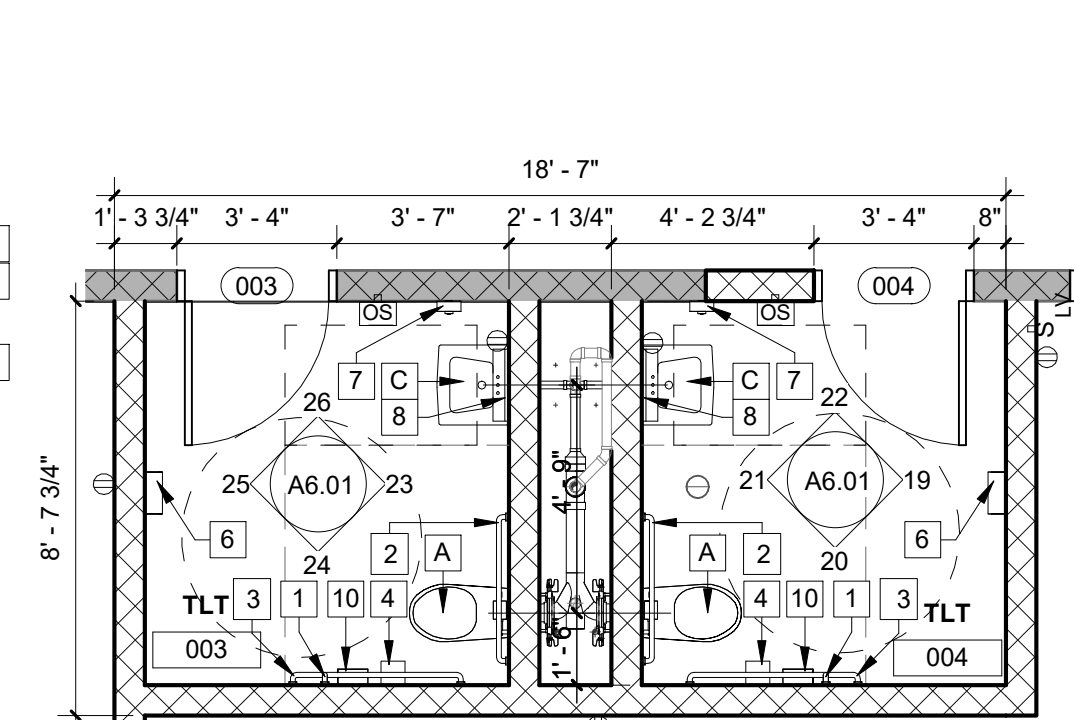 18' - 7"
1' - 3 3/4" 3' - 4" 3' - 7" 2' - 1 3/4" 4' - 2 3/4" 3' - 4" 8"
003 004
OS OS
S LV
7 C C 7
8 8
26 22
25 A6.01 23 21 A6.01 19
24 20
8' - 7 3/4"
4' - 9"
6 2 A A 2 6
TLT 3 1 10 4 4 10 1 3 TLT
003 004
1' - 6"